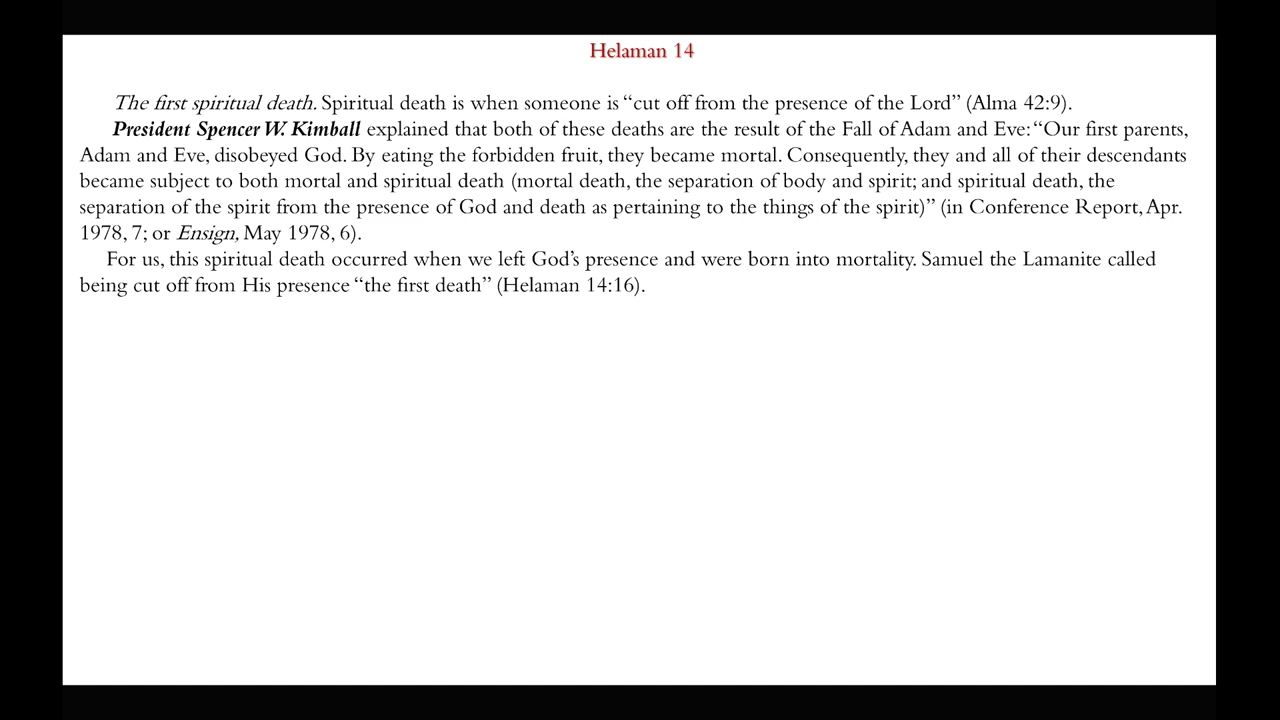 Helaman 14
The first spiritual death. Spiritual death is when someone is “cut off from the presence of the Lord” (Alma 42:9).
President Spencer W. Kimball explained that both of these deaths are the result of the Fall of Adam and Eve: “Our first parents,
Adam and Eve, disobeyed God. By eating the forbidden fruit, they became mortal. Consequently, they and all of their descendants
became subject to both mortal and spiritual death (mortal death, the separation of body and spirit; and spiritual death, the
separation of the spirit from the presence of God and death as pertaining to the things of the spirit)” (in Conference Report, Apr.
1978, 7; or Ensign, May 1978, 6).
For us, this spiritual death occurred when we left God’s presence and were born into mortality. Samuel the Lamanite called
being cut off from His presence “the first death” (Helaman 14:16).